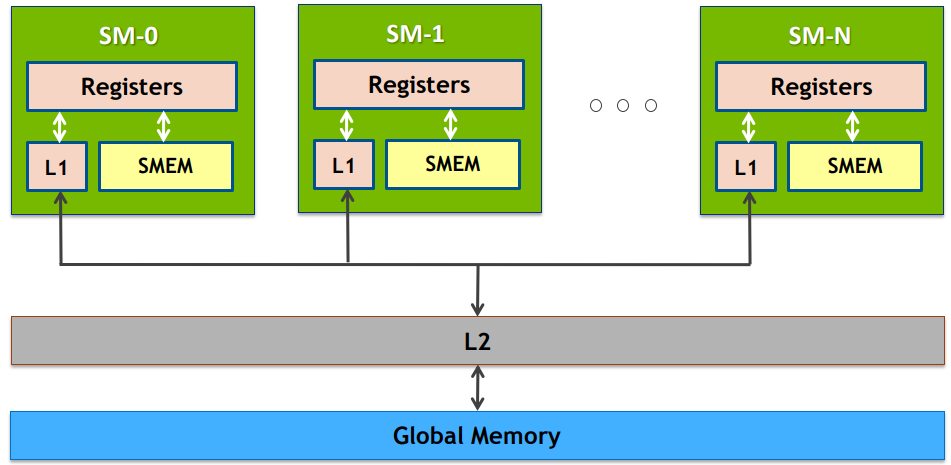 SM-0
Registers
L1
SMEM
SM-1
Registers
L1
SMEM
SM-N
Registers
L1
SMEM
L2
Global Memory